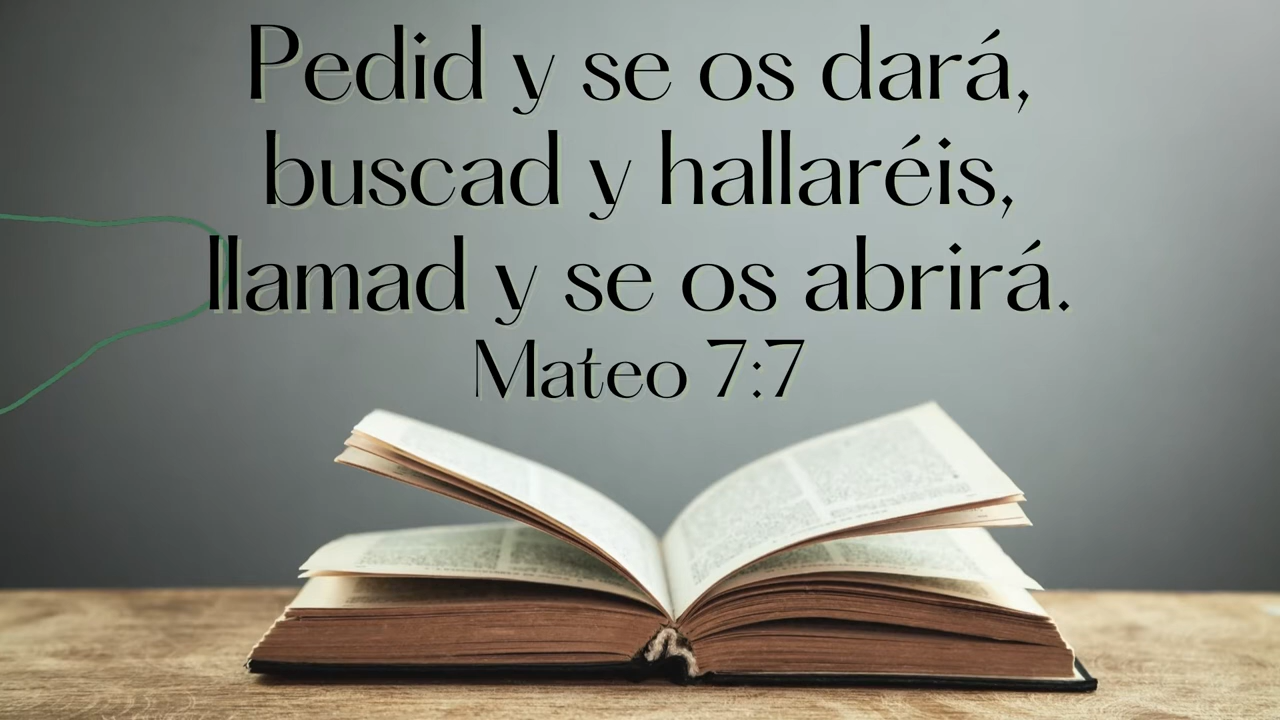 Pedid y se os dará,
buscad y hallaréis,
llamad y se os abrirá.
Mateo 7:7